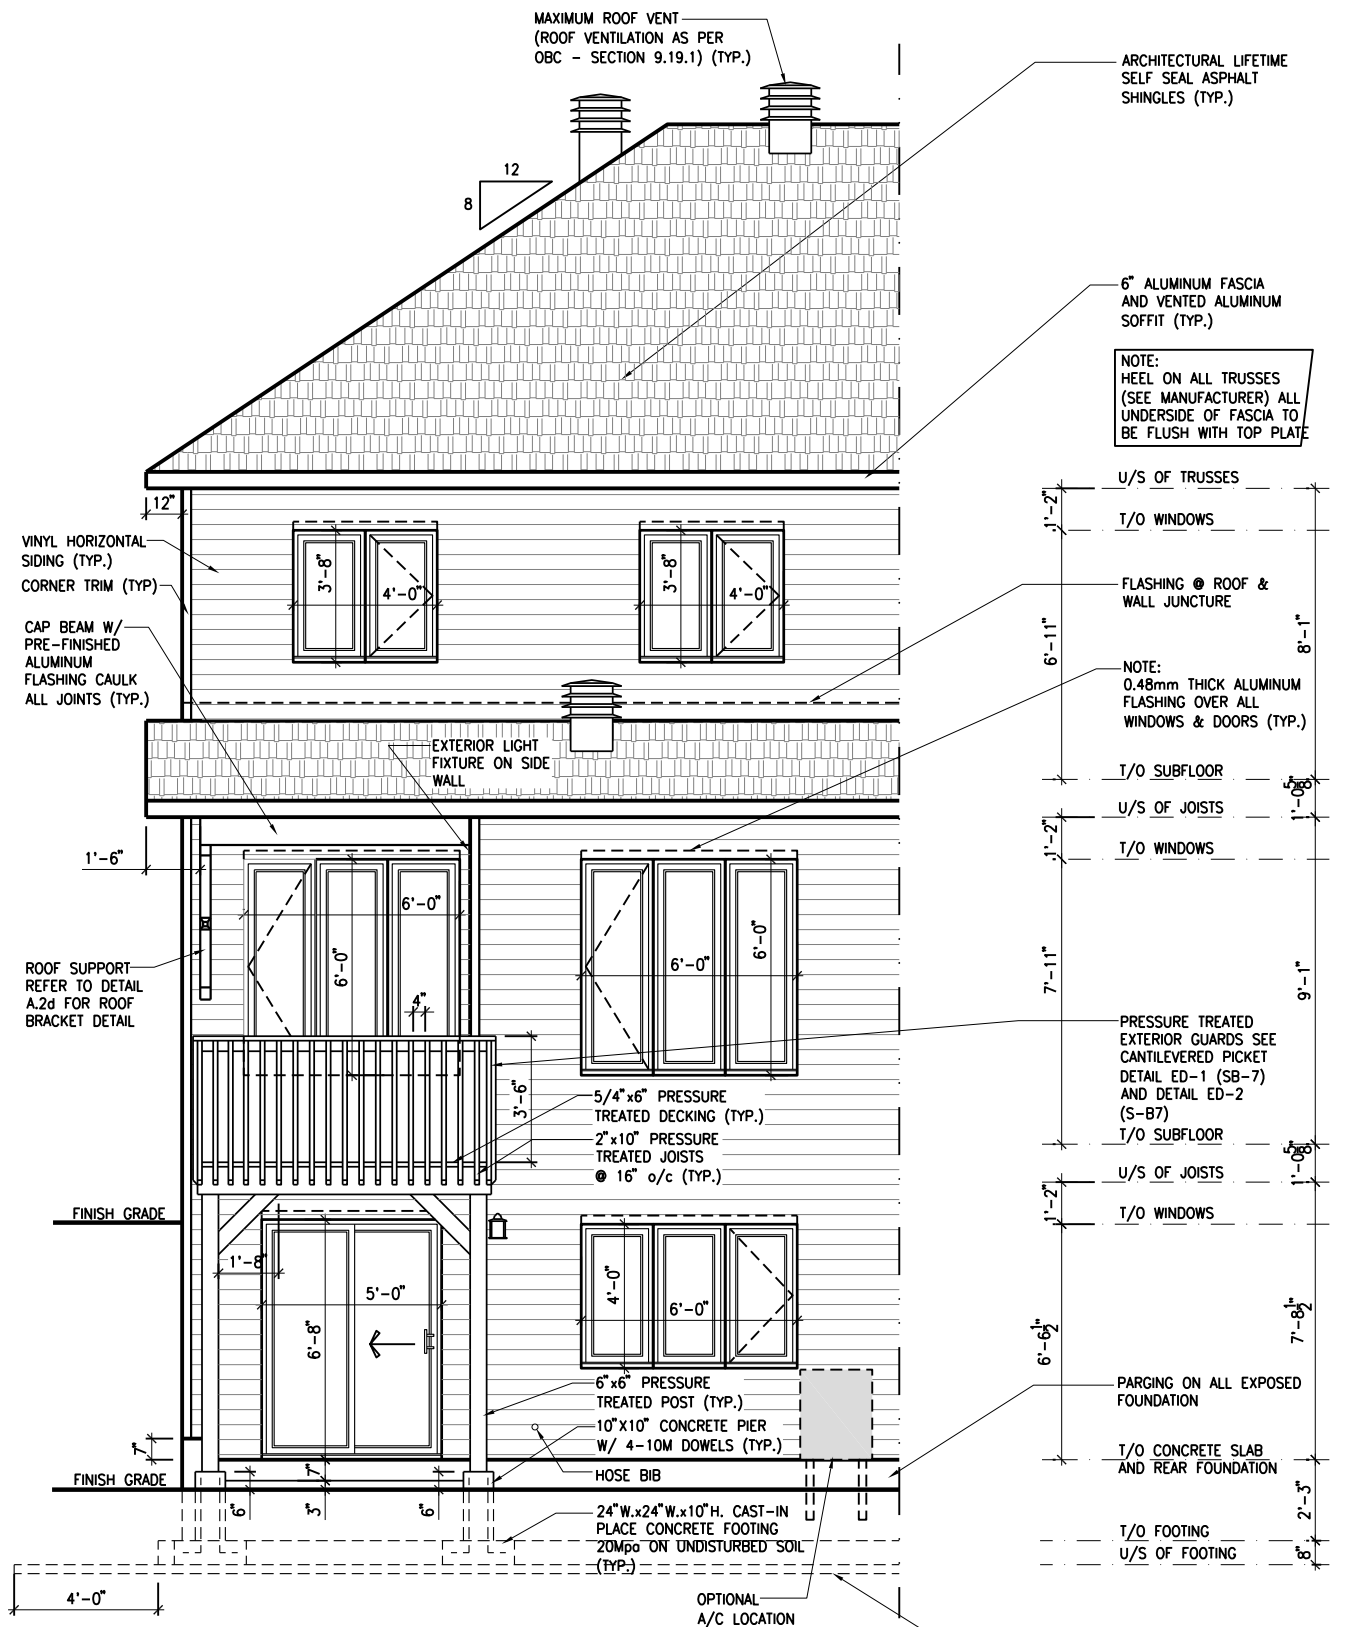 MAXIMUM ROOF VENT
(ROOF VENTILATION AS PER
OBC - SECTION 9.19.1) (TYP.)
ARCHITECTURAL LIFETIME
SELF SEAL ASPHALT
SHINGLES (TYP.)
12
8
6" ALUMINUM FASCIA
AND VENTED ALUMINUM
SOFFIT (TYP.)
NOTE:
HEEL ON ALL TRUSSES
(SEE MANUFACTURER) ALL
UNDERSIDE OF FASCIA TO
BE FLUSH WITH TOP PLATE
U/S OF TRUSSES
1'-2"
T/O WINDOWS
12"
VINYL HORIZONTAL
SIDING (TYP.)
CORNER TRIM (TYP)
CAP BEAM W/
PRE-FINISHED
ALUMINUM
FLASHING CAULK
ALL JOINTS (TYP.)
3'-8"
4'-0"
3'-8"
4'-0"
FLASHING @ ROOF &
WALL JUNCTURE
6'-11"
8'-1"
NOTE:
0.48mm THICK ALUMINUM
FLASHING OVER ALL
WINDOWS & DOORS (TYP.)
EXTERIOR LIGHT
FIXTURE ON SIDE
WALL
T/O SUBFLOOR
1'-0 5/8"
U/S OF JOISTS
1'-2"
T/O WINDOWS
1'-6"
6'-0"
6'-0"
4"
6'-0"
6'-0"
7'-11"
9'-1"
ROOF SUPPORT
REFER TO DETAIL
A.2d FOR ROOF
BRACKET DETAIL
PRESSURE TREATED
EXTERIOR GUARDS SEE
CANTILEVERED PICKET
DETAIL ED-1 (SB-7)
AND DETAIL ED-2
(S-B7)
3'-6"
5/4"x6" PRESSURE
TREATED DECKING (TYP.)
2"x10" PRESSURE
TREATED JOISTS
@ 16" o/c (TYP.)
T/O SUBFLOOR
1'-0 5/8"
U/S OF JOISTS
1'-2"
T/O WINDOWS
FINISH GRADE
1'-8"
5'-0"
6'-8"
4'-0"
6'-0"
6'-6 1/2"
7'-8 1/2"
6"x6" PRESSURE
TREATED POST (TYP.)
10"X10" CONCRETE PIER
W/ 4-10M DOWELS (TYP.)
HOSE BIB
PARGING ON ALL EXPOSED
FOUNDATION
T/O CONCRETE SLAB
AND REAR FOUNDATION
7"
FINISH GRADE
6"
7"
3"
6"
24"W.x24"W.x10"H. CAST-IN
PLACE CONCRETE FOOTING
20Mpa ON UNDISTURBED SOIL
(TYP.)
2'-3"
T/O FOOTING
U/S OF FOOTING
8"
4'-0"
OPTIONAL
A/C LOCATION